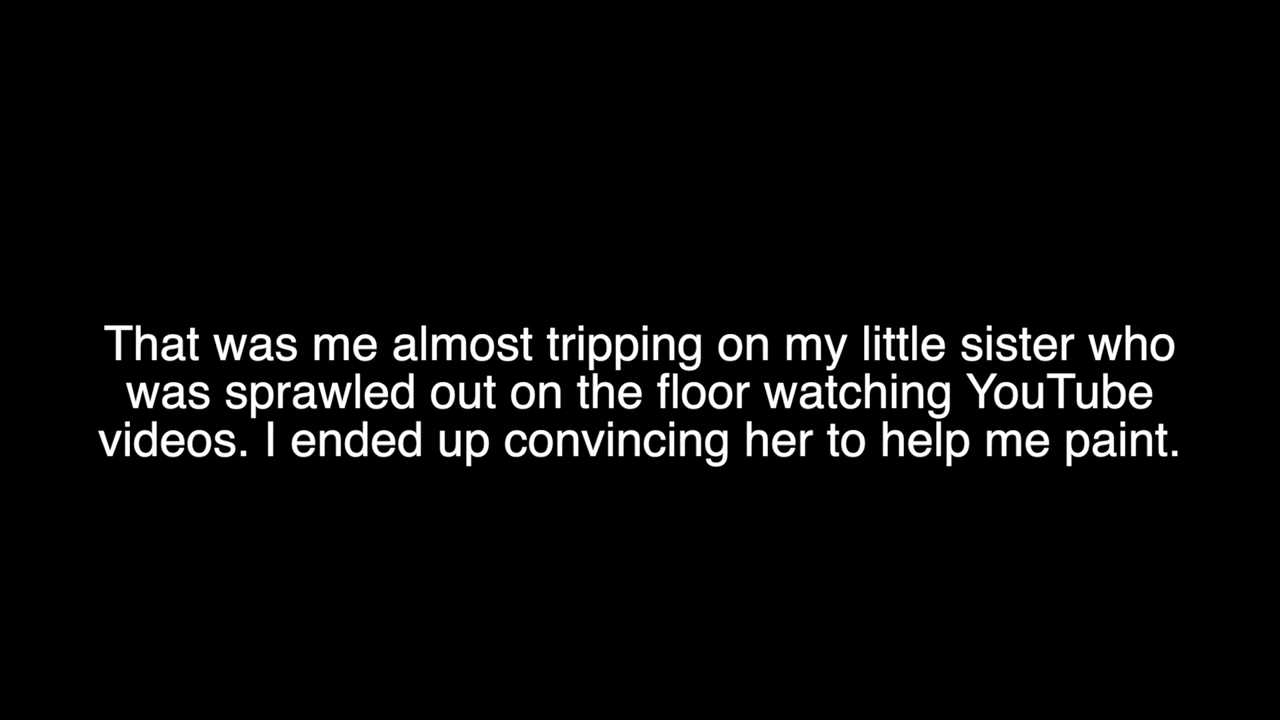 That was me almost tripping on my little sister who
was sprawled out on the floor watching YouTube
videos. I ended up convincing her to help me paint.